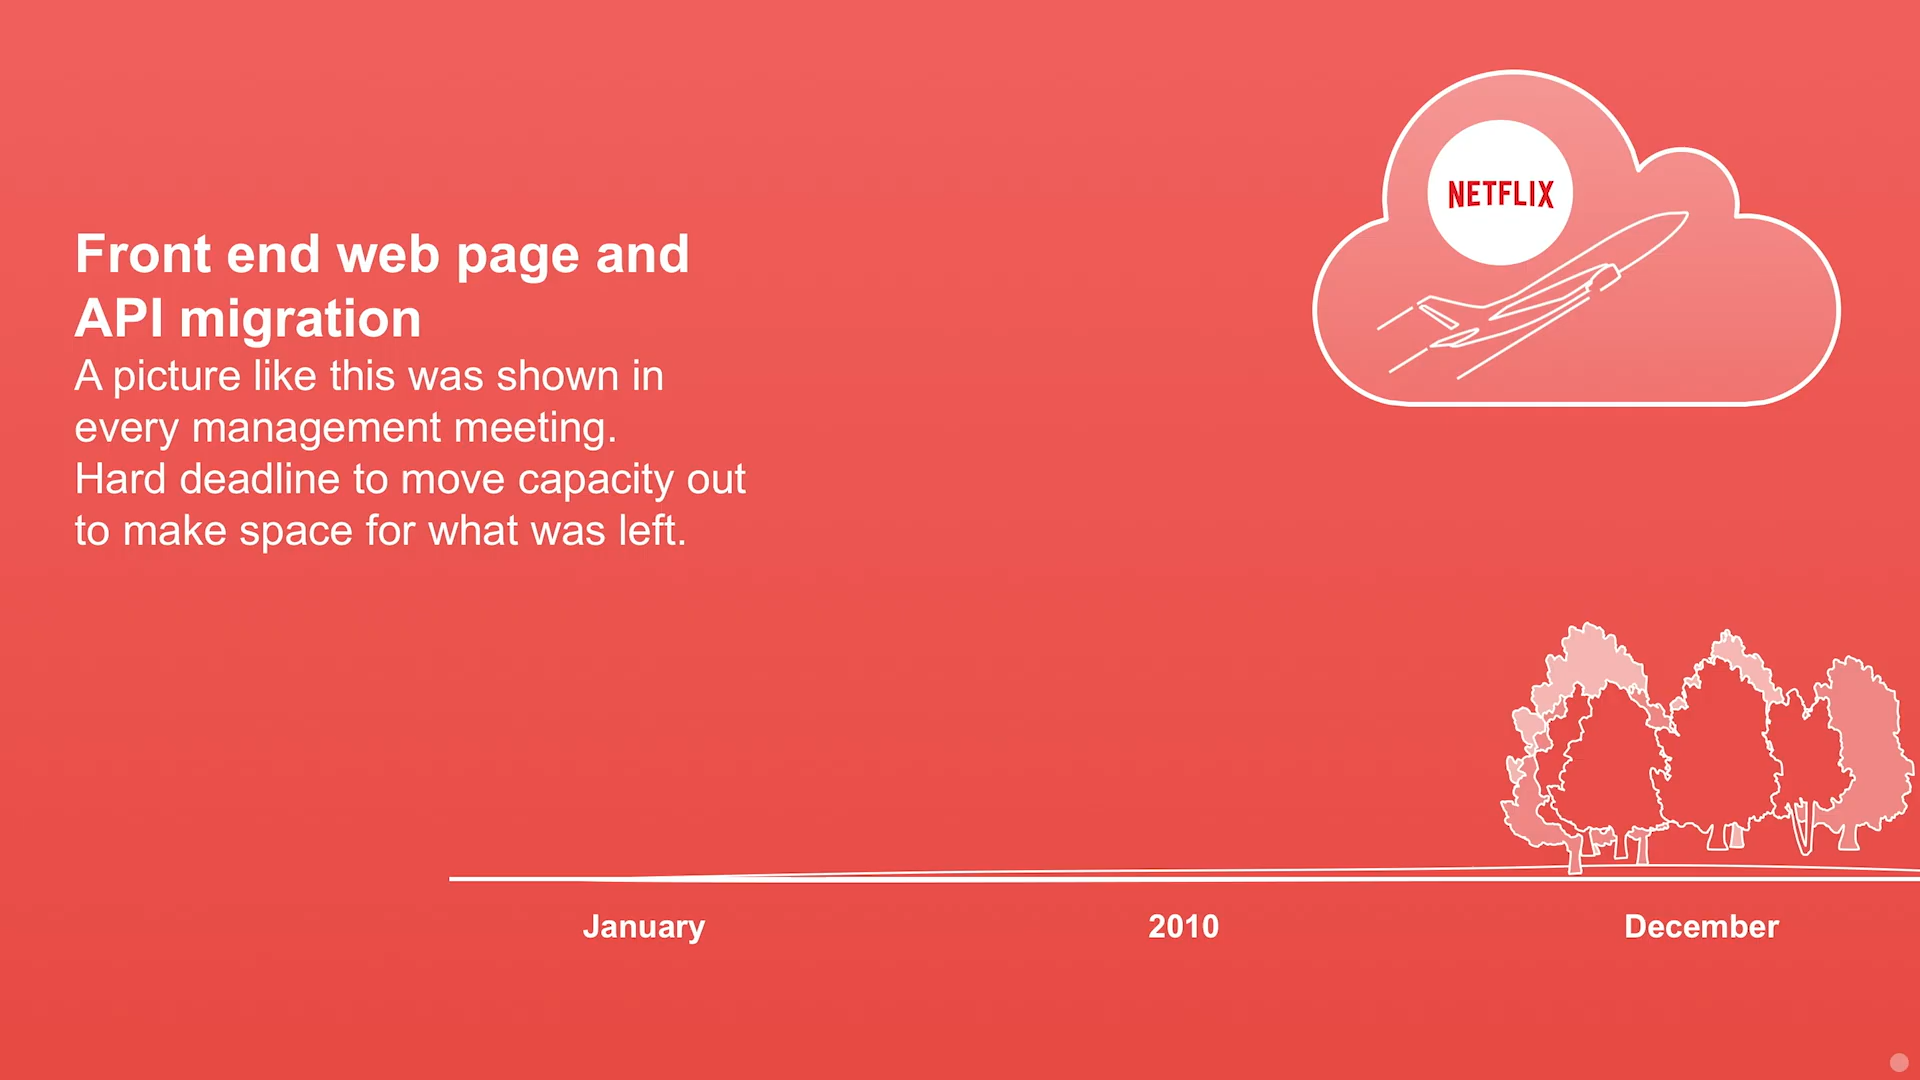 NETFLIX
Front end web page and
API migration
A picture like this was shown in
every management meeting.
Hard deadline to move capacity out
to make space for what was left.
January
2010
December